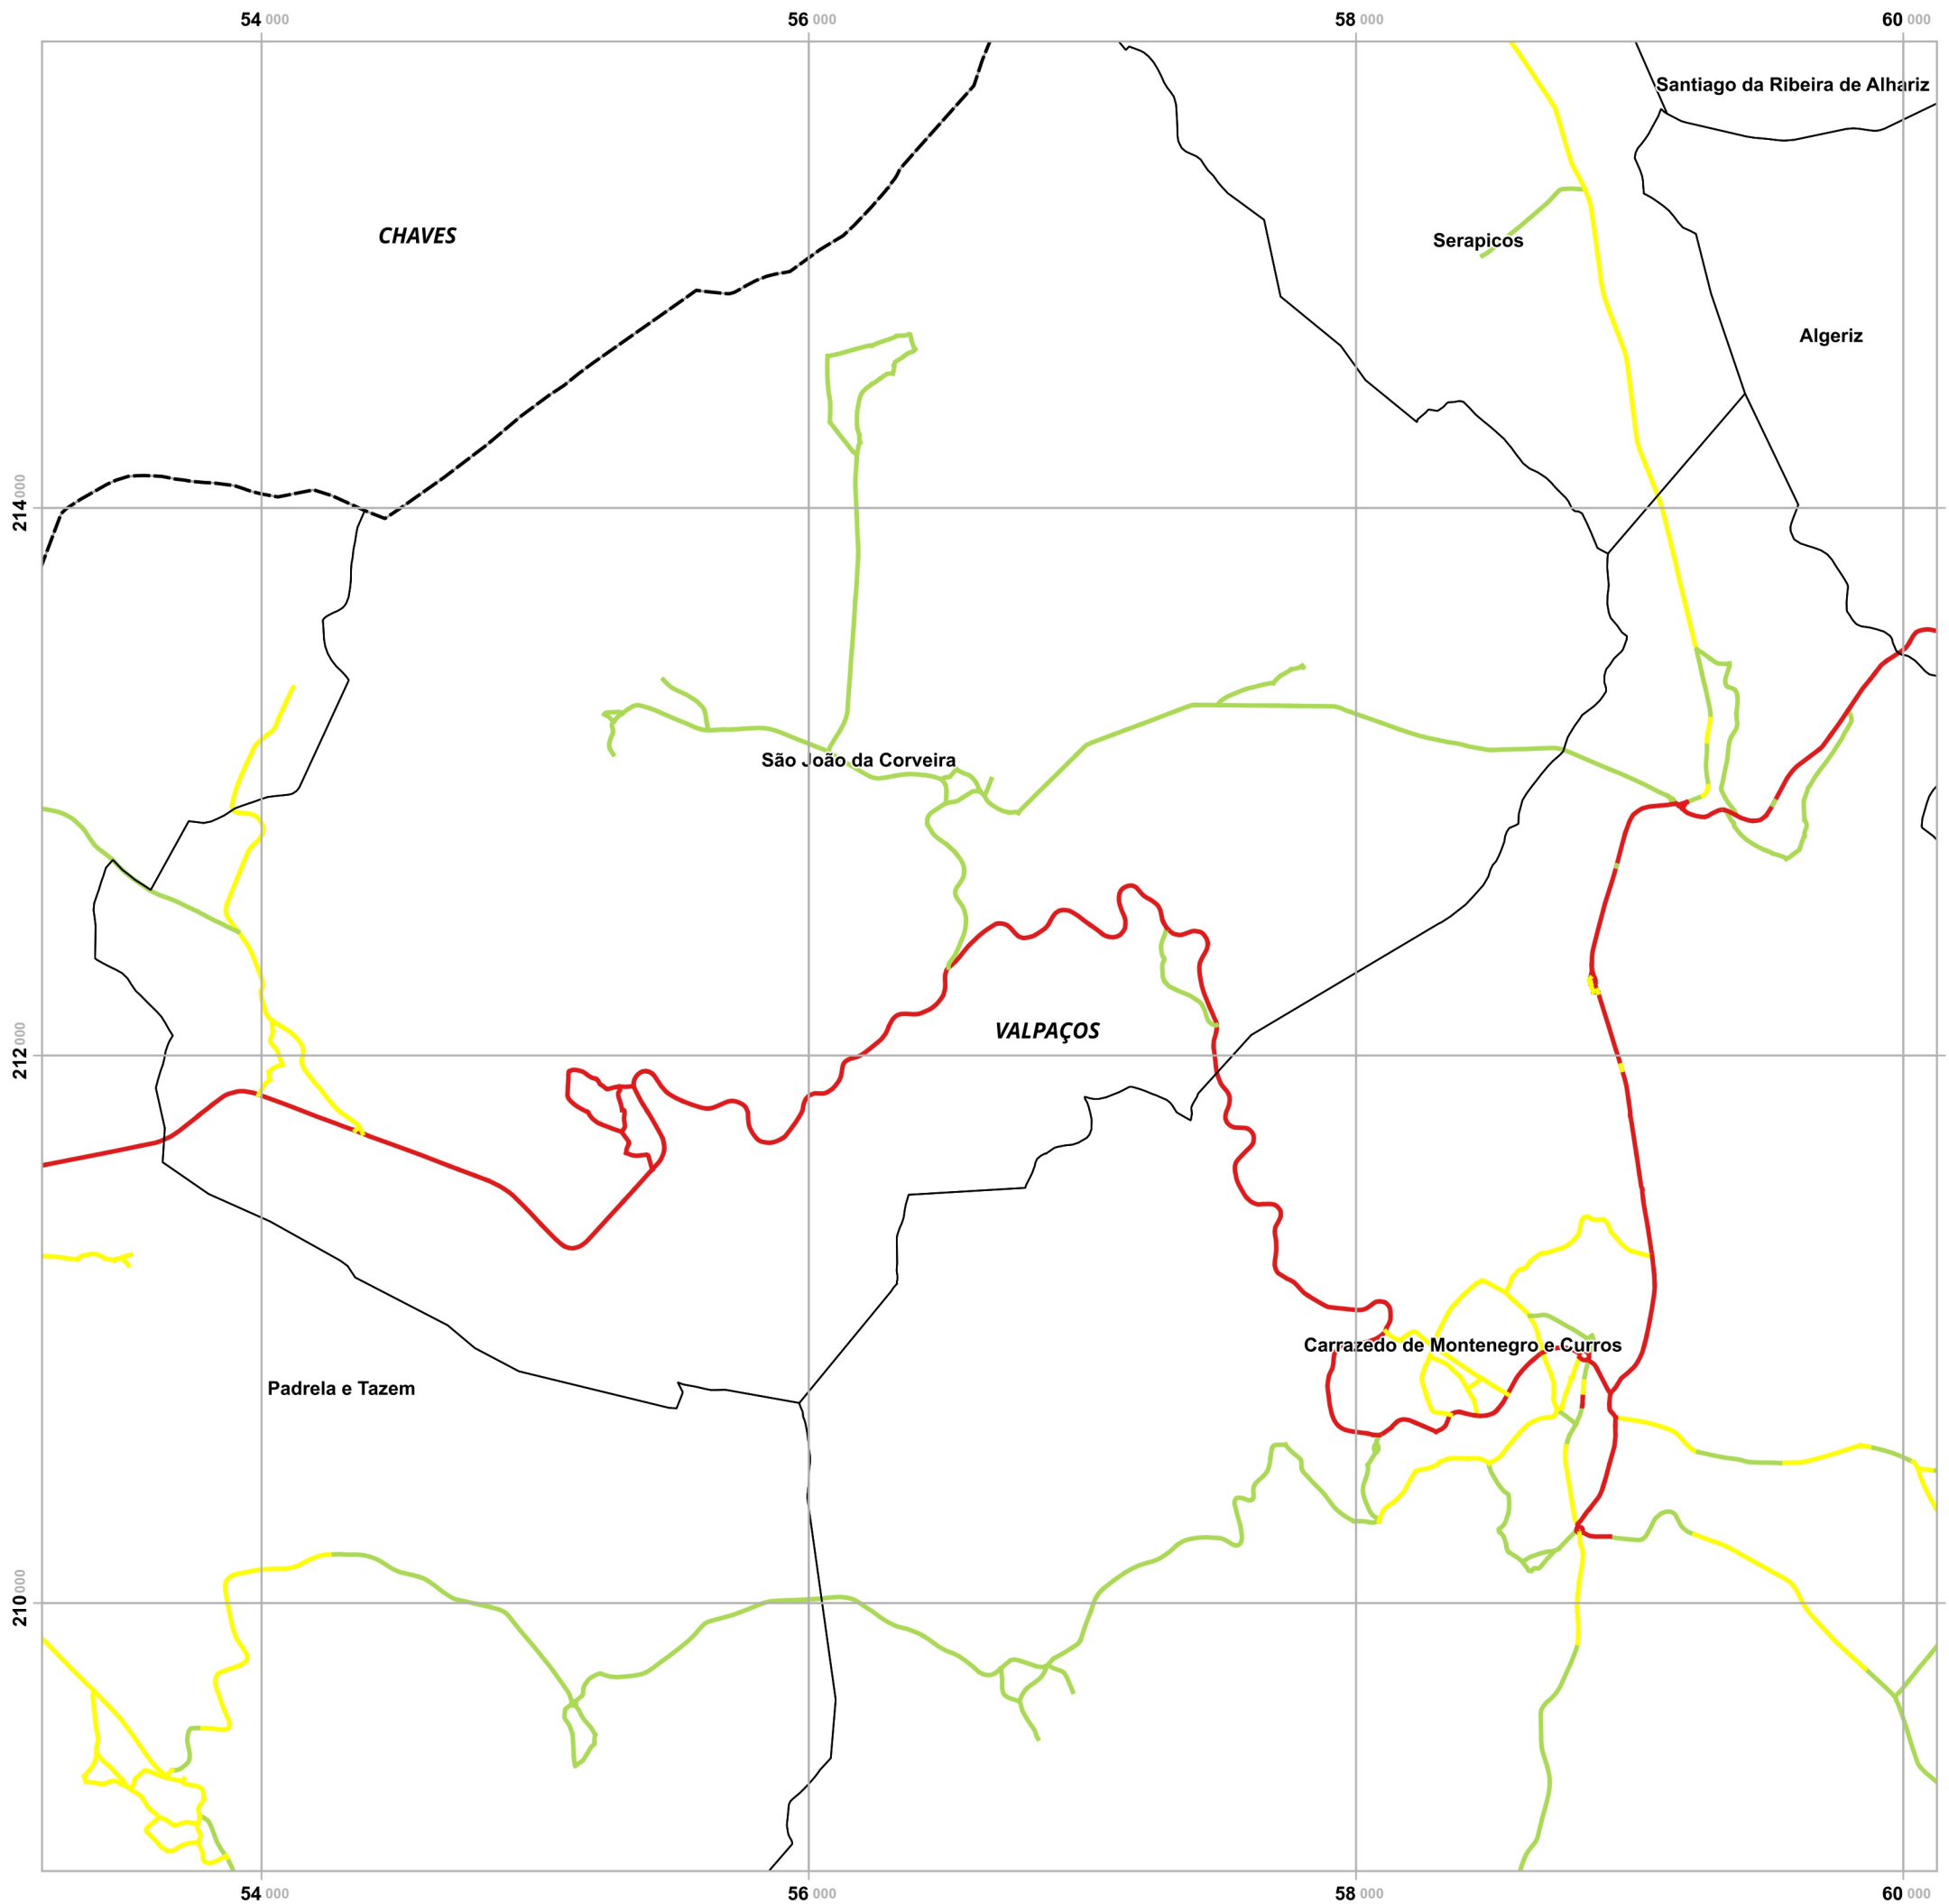 54 000 56 000 58 000 60 000
Santiago da Ribeira de Alhariz
CHAVES
Serapicos
Algeriz
214 000
São João da Corveira
VALPAÇOS
212 000
Carrazedo de Montenegro e Curros
Padrela e Tazem
210 000
54 000 56 000 58 000 60 000